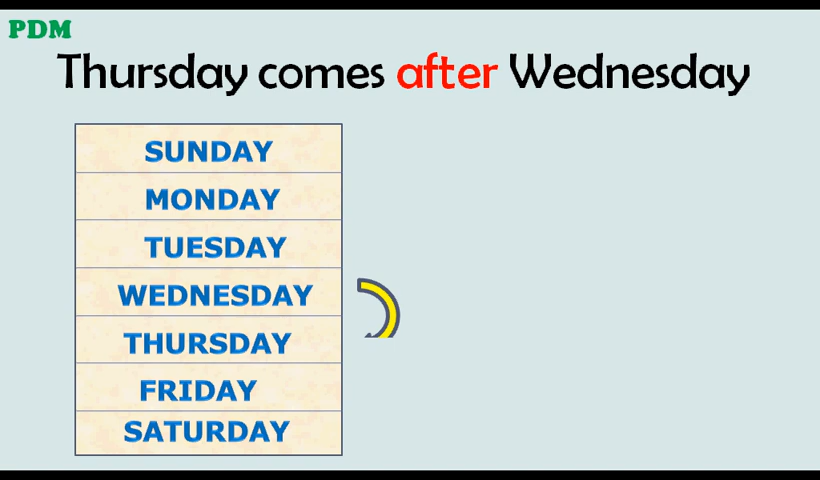 PDM
Thursday comes after Wednesday
SUNDAY
MONDAY
TUESDAY
WEDNESDAY
THURSDAY
FRIDAY
SATURDAY